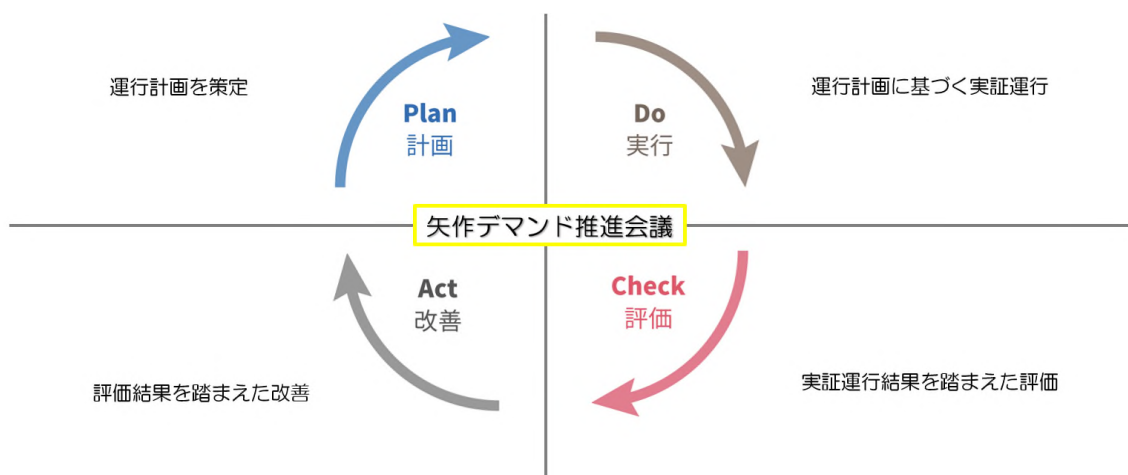 運行計画を策定
Plan
計画
Do
実行
運行計画に基づく実証運行
矢作デマンド推進会議
Act
改善
Check
評価
評価結果を踏まえた改善
実証運行結果を踏まえた評価